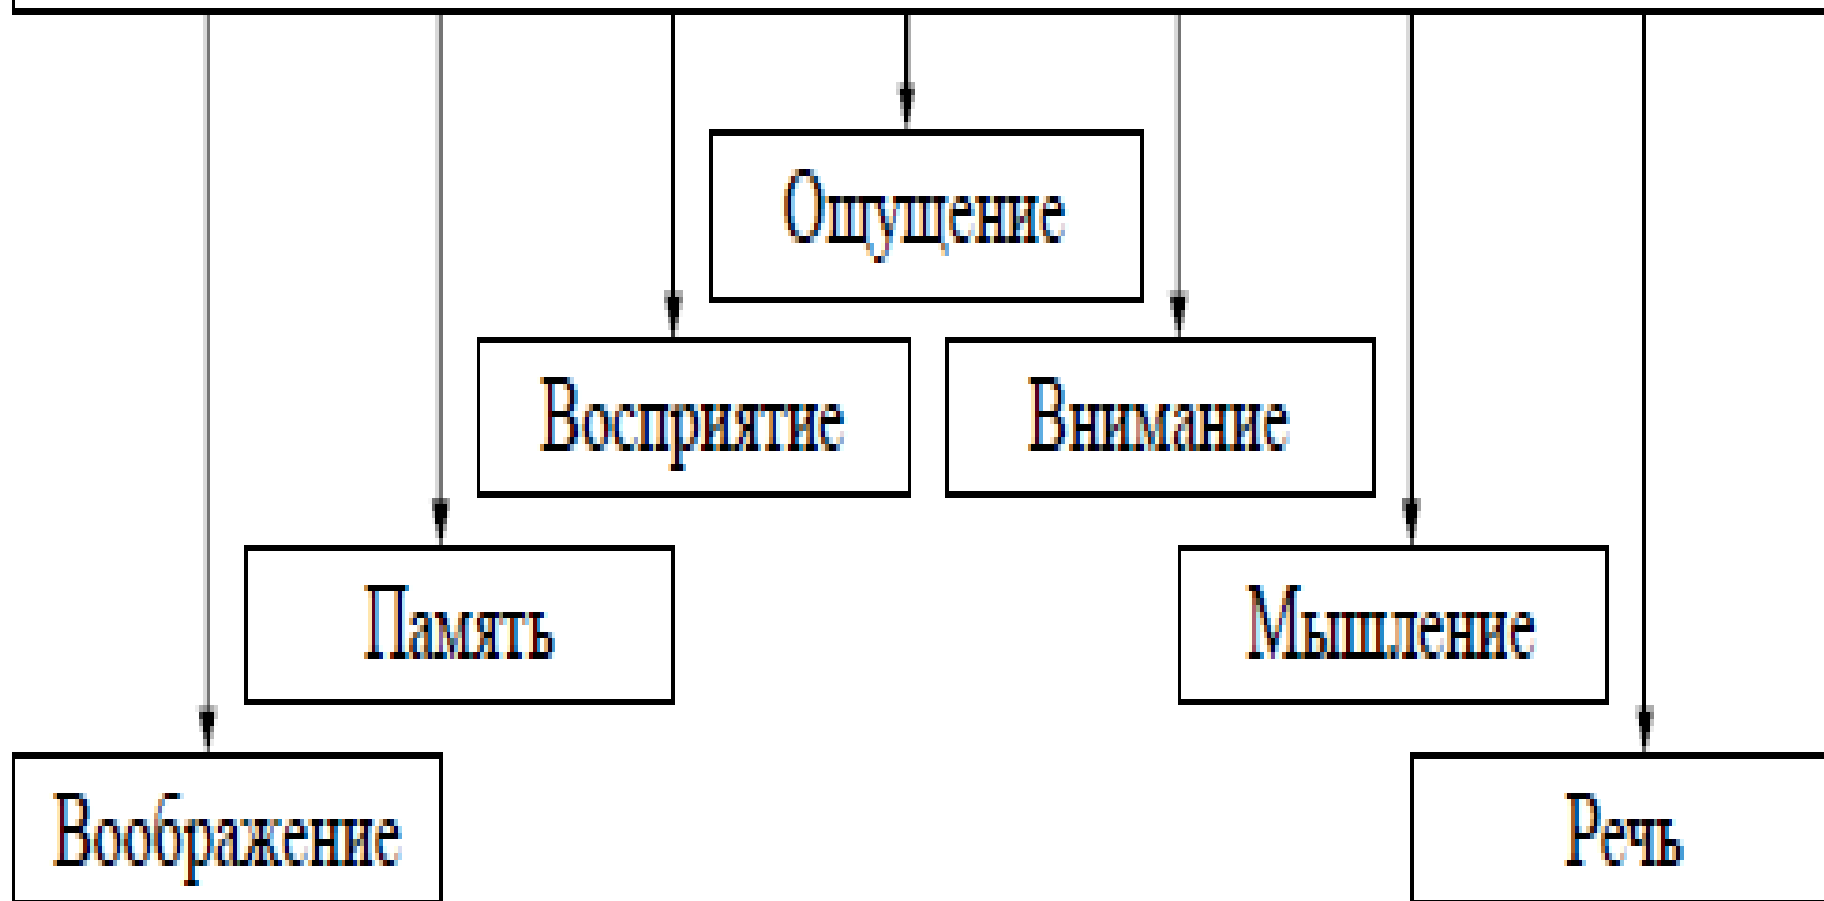 Ощущение
Восприятие
Внимание
Память
Мышление
Воображение
Речь